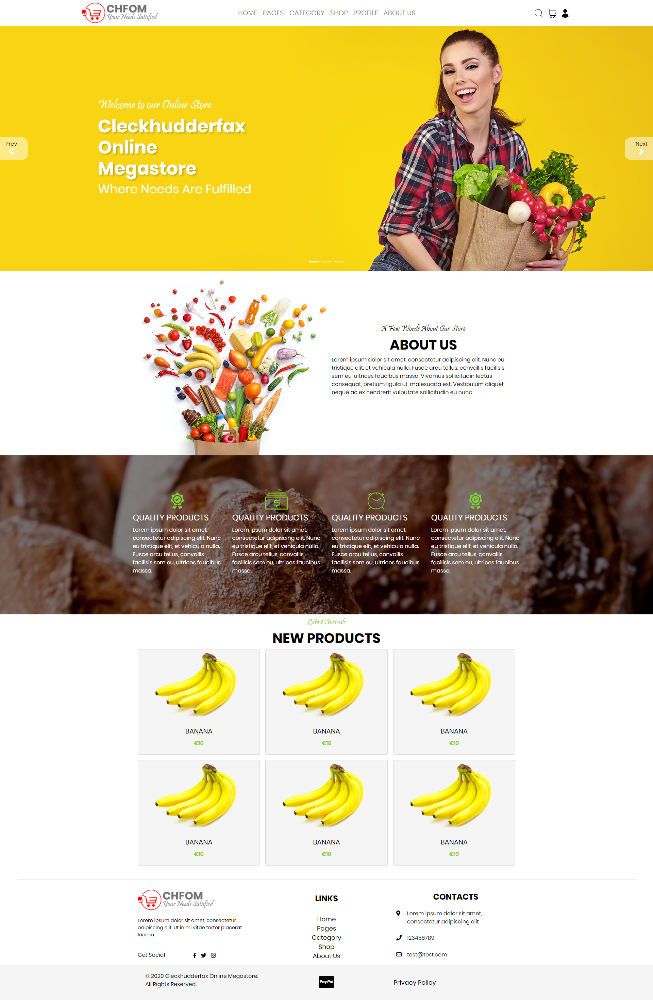 CHFOM
Your Needs Satisfied
HOME PAGES CATEGORY SHOP PROFILE ABOUT US
Welcome to our Online Store
Cleckhudderfax
Online
Megastore
Where Needs Are Fulfilled
Prev
Next
A Few Words About Our Store
ABOUT US
Lorem ipsum dolor sit amet, consectetur adipiscing elit. Nunc eu
tristique elit, et vehicula nulla. Fusce arcu tellus, convallis facilisis
sem eu, ultrices faucibus massa. Vivamus sollicitudin lectus
consequat, pretium ligula ut, malesuada est. Vestibulum aliquet
neque ac ex hendrerit vulputate sollicitudin eu nunc
QUALITY PRODUCTS
Lorem ipsum dolor sit amet,
consectetur adipiscing elit. Nunc
eu tristique elit, et vehicula nulla.
Fusce arcu tellus, convallis
facilisis sem eu, ultrices faucibus
massa.
QUALITY PRODUCTS
Lorem ipsum dolor sit amet,
consectetur adipiscing elit. Nunc
eu tristique elit, et vehicula nulla.
Fusce arcu tellus, convallis
facilisis sem eu, ultrices faucibus
massa.
QUALITY PRODUCTS
Lorem ipsum dolor sit amet,
consectetur adipiscing elit. Nunc
eu tristique elit, et vehicula nulla.
Fusce arcu tellus, convallis
facilisis sem eu, ultrices faucibus
massa.
QUALITY PRODUCTS
Lorem ipsum dolor sit amet,
consectetur adipiscing elit. Nunc
eu tristique elit, et vehicula nulla.
Fusce arcu tellus, convallis
facilisis sem eu, ultrices faucibus
massa.
Latest Arrivals
NEW PRODUCTS
BANANA
€10
BANANA
€10
BANANA
€10
BANANA
€10
BANANA
€10
BANANA
€10
CHFOM
Your Needs Satisfied
Lorem ipsum dolor sit amet, consectetur
adipiscing elit. Ut in mi vitae tortor placerat
lacinia.
Get Social
LINKS
Home
Pages
Category
Shop
About Us
CONTACTS
Lorem ipsum dolor sit amet,
consectetur adipiscing elit
123456789
test@test.com
© 2020 Cleckhudderfax Online Megastore.
All Rights Reserved.
PayPal
Privacy Policy